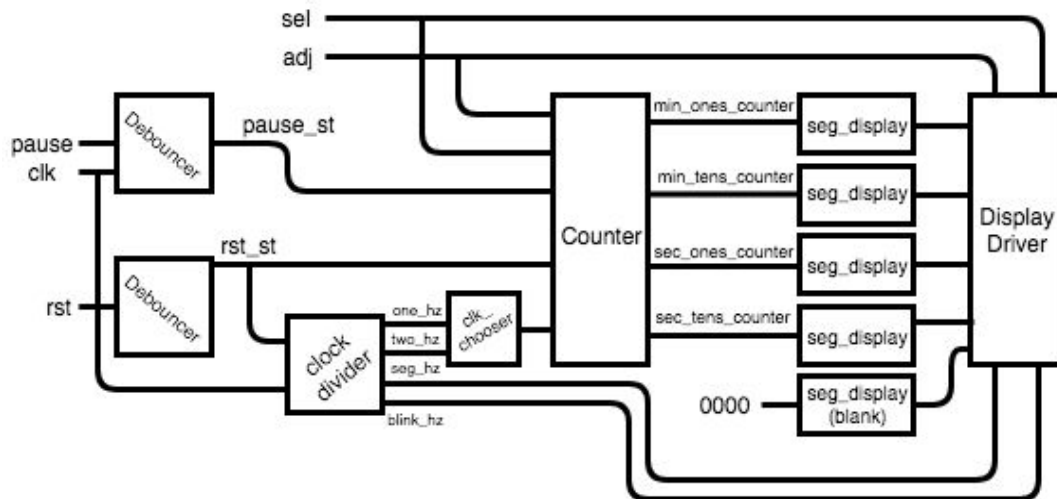 sel
adj
pause
clk
Debouncer
pause_st
rst
Debouncer
rst_st
clock
divider
one_hz
two_hz
seg_hz
blink_hz
clk_
chooser
Counter
min_ones_counter
min_tens_counter
sec_ones_counter
sec_tens_counter
0000
seg_display
seg_display
seg_display
seg_display
seg_display
(blank)
Display
Driver